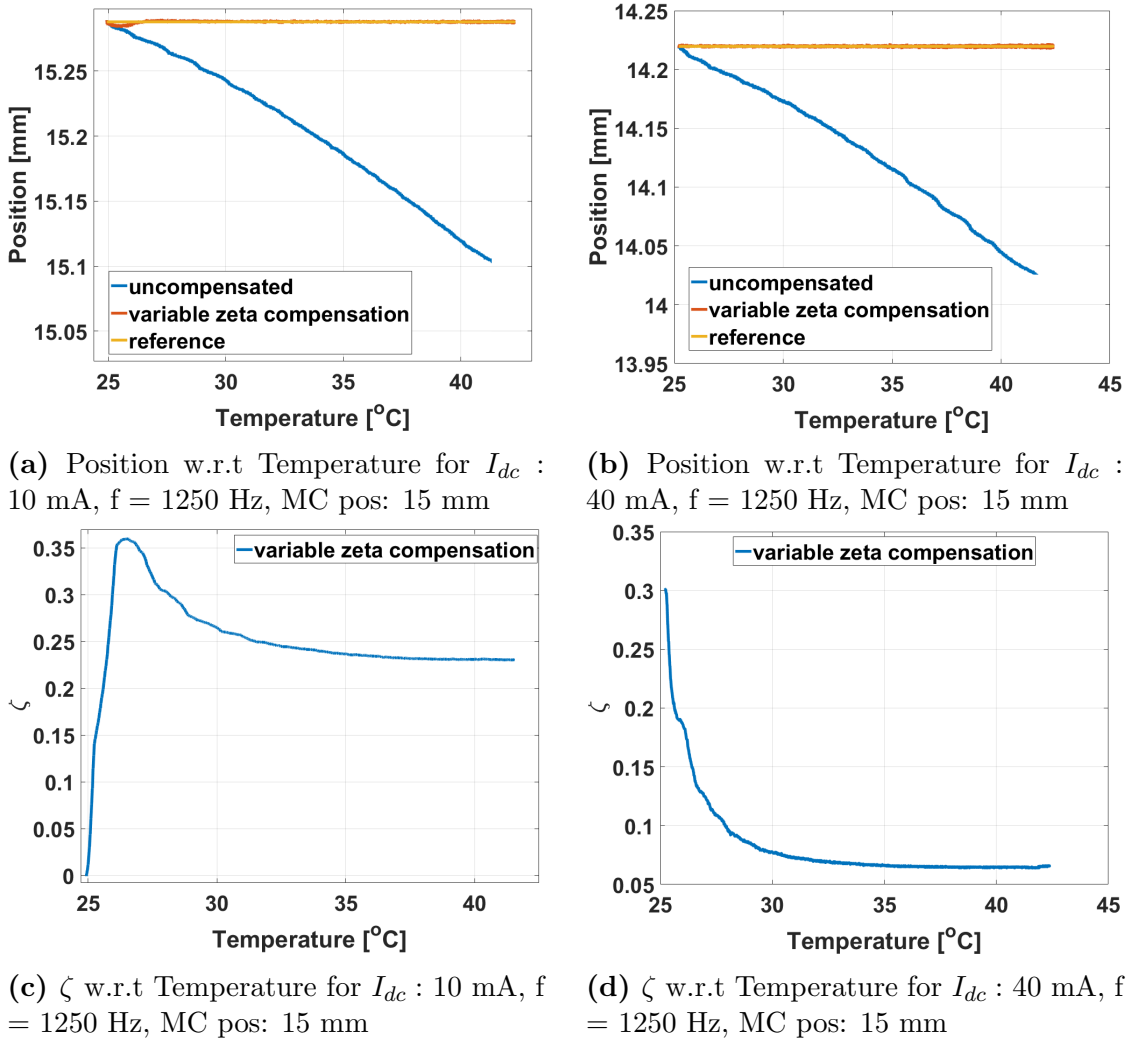 15.25
15.2
15.15
15.1
15.05
Position [mm]
25
30
35
40
Temperature [°C]
uncompensated
variable zeta compensation
reference
14.25
14.2
14.15
14.1
14.05
14
13.95
Position [mm]
25
30
35
40
45
Temperature [°C]
uncompensated
variable zeta compensation
reference
(a) Position w.r.t Temperature for I_dc :
10 mA, f = 1250 Hz, MC pos: 15 mm
(b) Position w.r.t Temperature for I_dc :
40 mA, f = 1250 Hz, MC pos: 15 mm
0.35
0.3
0.25
0.2
0.15
0.1
0.05
0
ζ
25
30
35
40
Temperature [°C]
variable zeta compensation
0.35
0.3
0.25
0.2
0.15
0.1
0.05
ζ
25
30
35
40
45
Temperature [°C]
variable zeta compensation
(c) ζ w.r.t Temperature for I_dc : 10 mA, f
= 1250 Hz, MC pos: 15 mm
(d) ζ w.r.t Temperature for I_dc : 40 mA, f
= 1250 Hz, MC pos: 15 mm